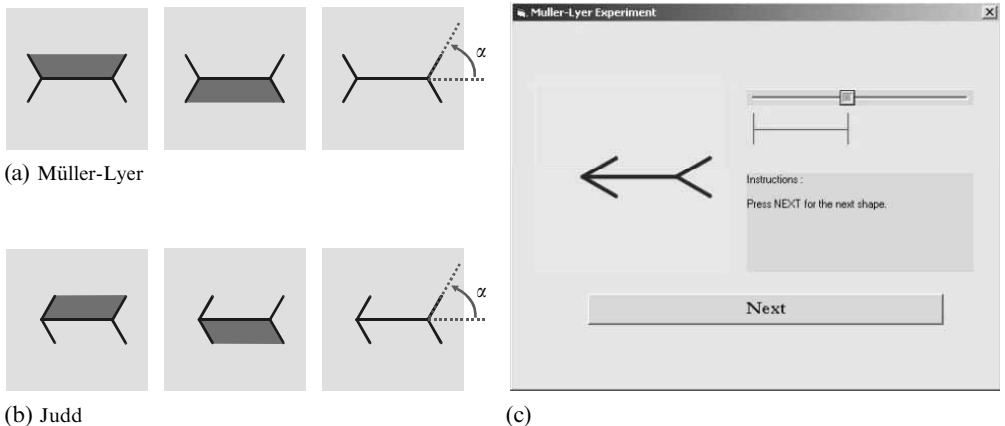 α
(a) Müller-Lyer
α
(b) Judd
Muller-Lyer Experiment
Instructions :
Press NEXT for the next shape.
Next
(c)